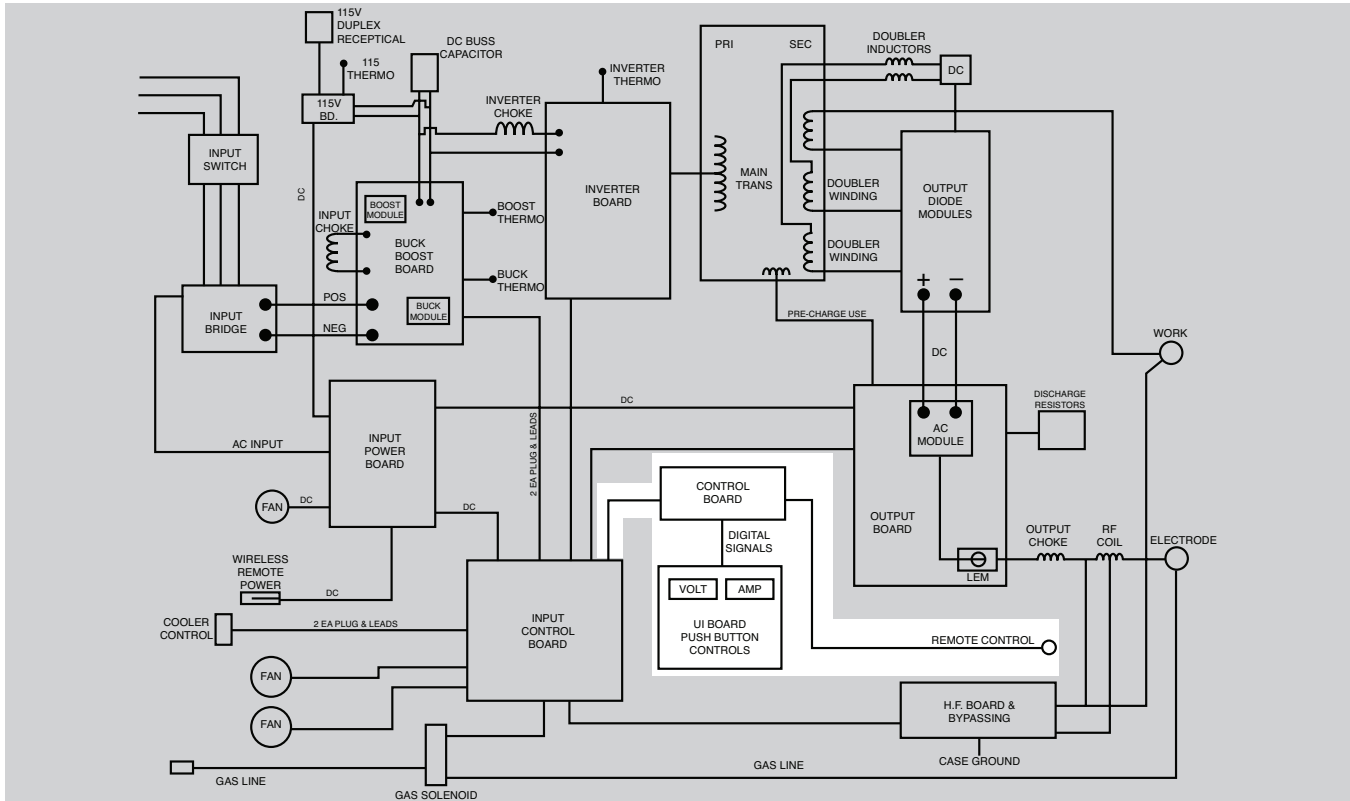 115V
DUPLEX
RECEPTICAL
DC BUSS
CAPACITOR
115
THERMO
115V
BD.
INVERTER
CHOKE
INVERTER
THERMO
PRI
SEC
DOUBLER
INDUCTORS
DC
INPUT
SWITCH
DC
INPUT
CHOKE
BOOST
MODULE
BUCK
BOOST
BOARD
BUCK
MODULE
BOOST
THERMO
BUCK
THERMO
INVERTER
BOARD
MAIN
TRANS
DOUBLER
WINDING
DOUBLER
WINDING
OUTPUT
DIODE
MODULES
+ −
INPUT
BRIDGE
POS
NEG
PRE-CHARGE USE
DC
WORK
INPUT
POWER
BOARD
AC INPUT
DC
2 EA PLUG & LEADS
AC
MODULE
DISCHARGE
RESISTORS
FAN
DC
DC
CONTROL
BOARD
DIGITAL
SIGNALS
VOLT
AMP
UI BOARD
PUSH BUTTON
CONTROLS
OUTPUT
BOARD
LEM
OUTPUT
CHOKE
RF
COIL
ELECTRODE
WIRELESS
REMOTE
POWER
DC
COOLER
CONTROL
2 EA PLUG & LEADS
INPUT
CONTROL
BOARD
REMOTE CONTROL
FAN
FAN
H.F. BOARD &
BYPASSING
CASE GROUND
GAS LINE
GAS SOLENOID
GAS LINE